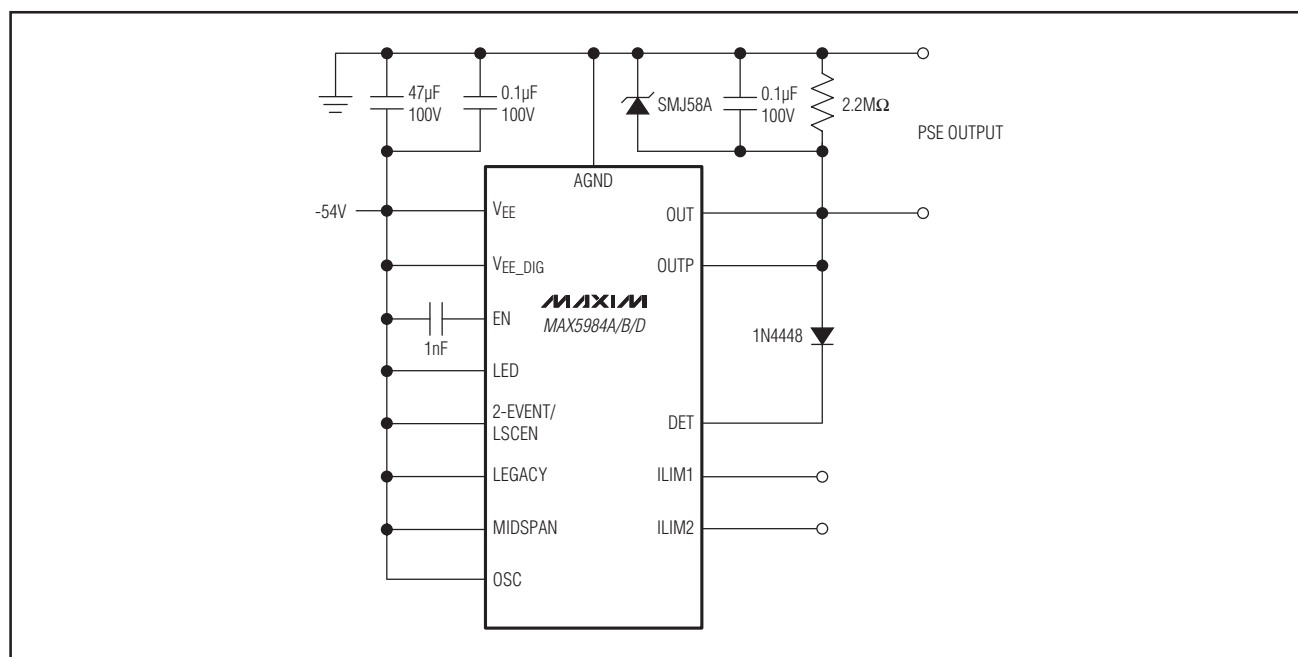 47µF
100V
0.1µF
100V
SMJ58A
0.1µF
100V
2.2MΩ
PSE OUTPUT
AGND
-54V
VEE
OUT
VEE_DIG
OUTP
MAXIM
MAX5984A/B/D
EN
1nF
1N4448
LED
2-EVENT/
LSCEN
DET
LEGACY
ILIM1
MIDSPAN
ILIM2
OSC